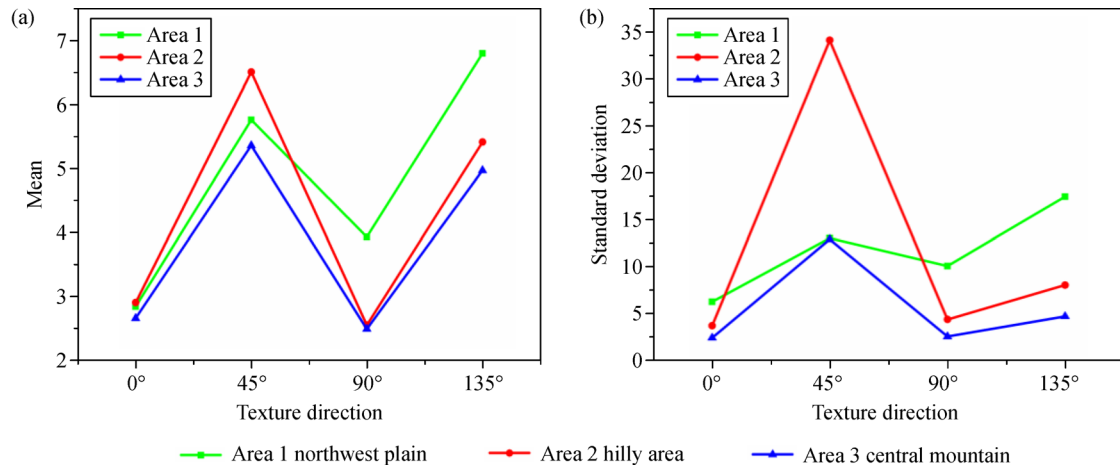 (a)
7
6
5
4
3
2
Mean
Area 1
Area 2
Area 3
0° 45° 90° 135°
Texture direction
(b)
35
30
25
20
15
10
5
0
Standard deviation
Area 1
Area 2
Area 3
0° 45° 90° 135°
Texture direction
Area 1 northwest plain Area 2 hilly area Area 3 central mountain